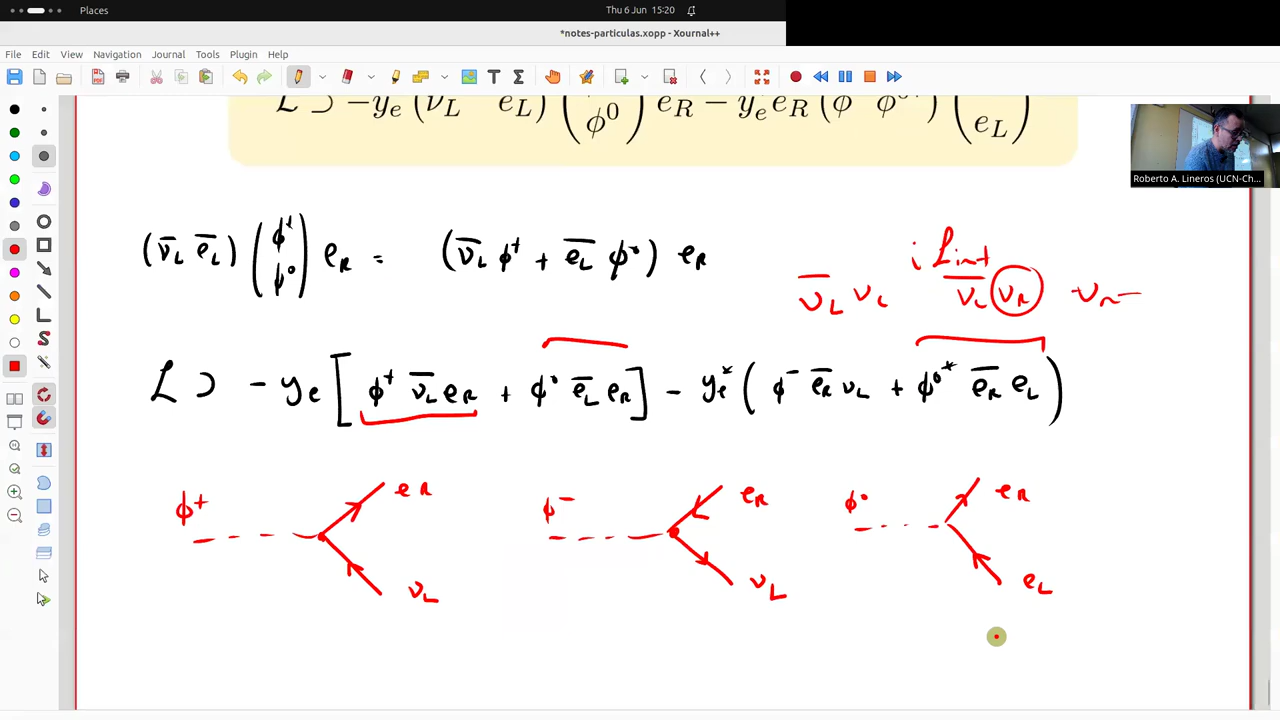 Places
Thu 6 Jun 15:20
*notes-particulas.xopp - Xournal++
File Edit View Navigation Journal Tools Plugin Help
ℒ ⊃ −y_e (ν̄_L ē_L) ( φ⁰ ) e_R − y_e^* ē_R (φ⁻ φ⁰*) ( e_L )
Roberto A. Lineros (UCN-Ch...
(ν̄_L ē_L) ( φ⁺ φ⁰ ) e_R = (ν̄_L φ⁺ + ē_L φ⁰) e_R
i ℒ_int
ν̄_L ν_L ν̄_L ν_R
ℒ ⊃ − y_e [ φ⁺ ν̄_L e_R + φ⁰ ē_L e_R ] − y_e^* ( φ⁻ ē_R ν_L + φ⁰* ē_R e_L )
φ⁺ e_R ν_L
φ⁻ e_R ν_L
φ⁰ e_R e_L